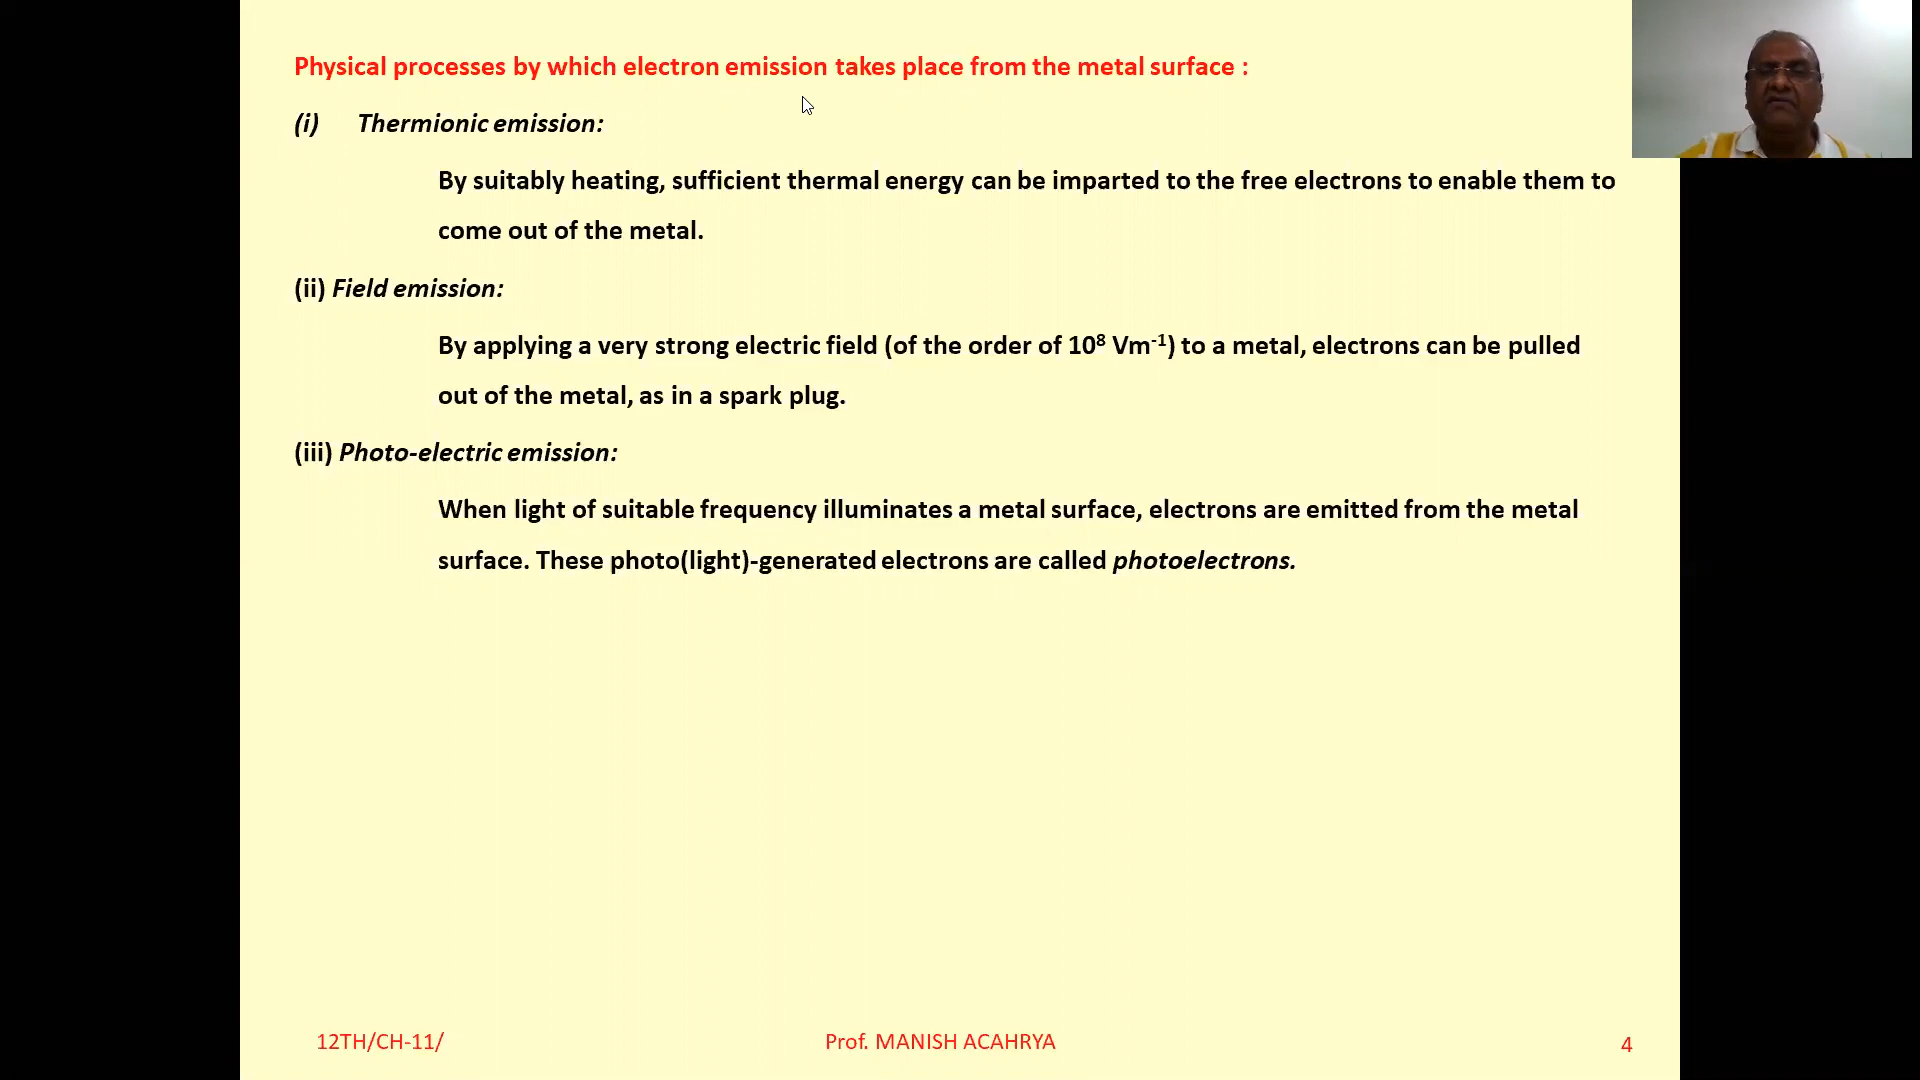 Physical processes by which electron emission takes place from the metal surface :
(i) Thermionic emission:
By suitably heating, sufficient thermal energy can be imparted to the free electrons to enable them to
come out of the metal.
(ii) Field emission:
By applying a very strong electric field (of the order of 10⁸ Vm⁻¹) to a metal, electrons can be pulled
out of the metal, as in a spark plug.
(iii) Photo-electric emission:
When light of suitable frequency illuminates a metal surface, electrons are emitted from the metal
surface. These photo(light)-generated electrons are called photoelectrons.
12TH/CH-11/
Prof. MANISH ACAHRYA
4